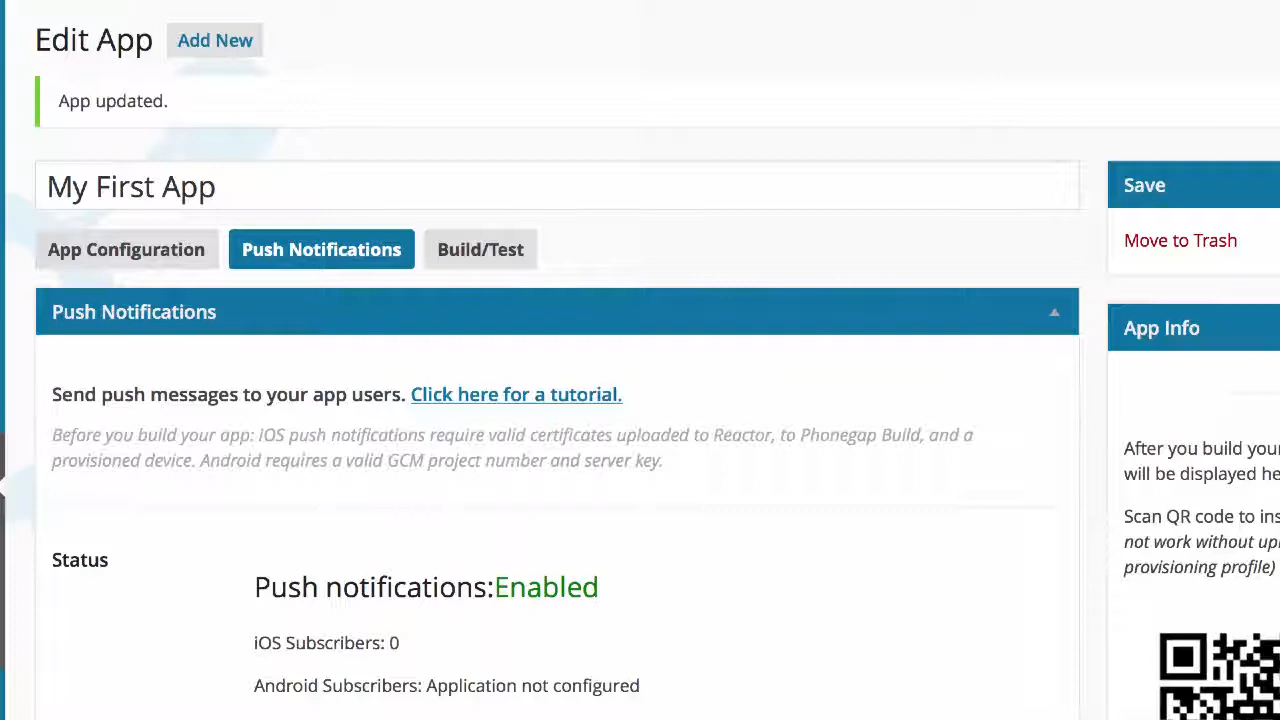 Edit App Add New
App updated.
My First App
App Configuration Push Notifications Build/Test
Push Notifications
Send push messages to your app users. Click here for a tutorial.
Before you build your app: iOS push notifications require valid certificates uploaded to Reactor, to Phonegap Build, and a
provisioned device. Android requires a valid GCM project number and server key.
Status
Push notifications:Enabled
iOS Subscribers: 0
Android Subscribers: Application not configured
Save
Move to Trash
App Info
After you build your
will be displayed he
Scan QR code to ins
not work without up
provisioning profile)